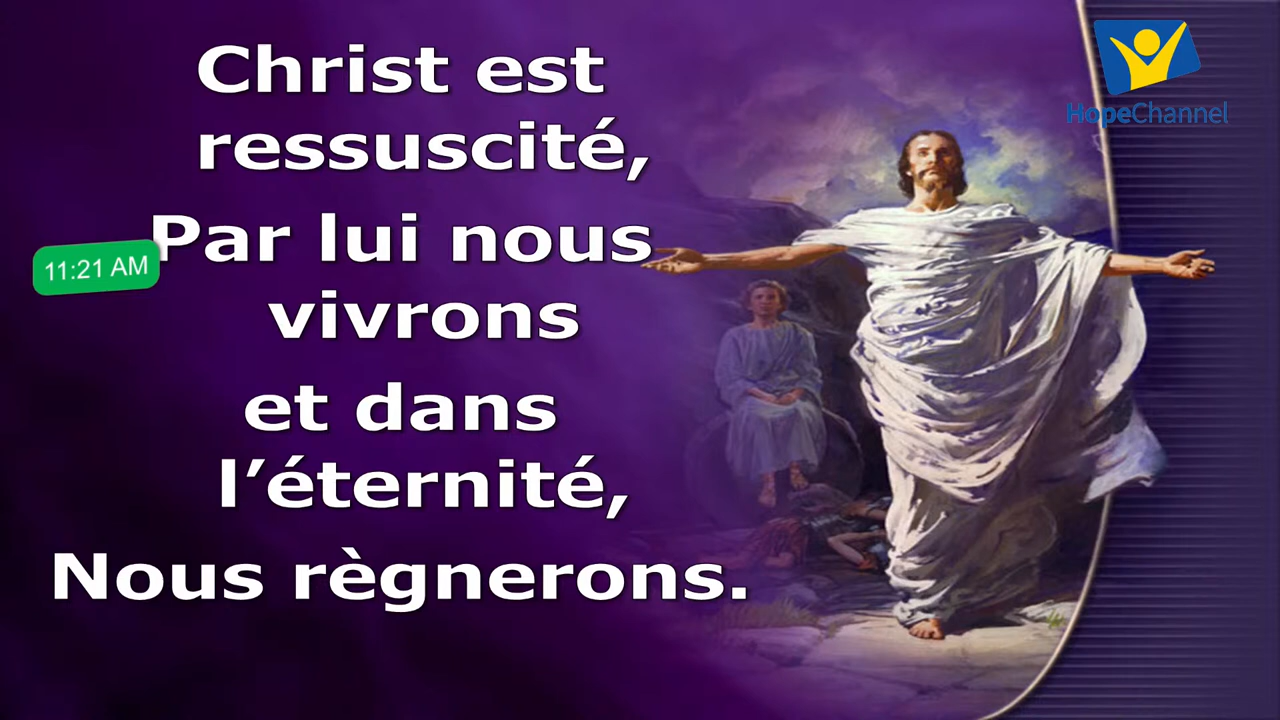 Christ est
ressuscité,
Par lui nous
vivrons
et dans
l’éternité,
Nous règnerons.
11:21 AM
HopeChannel